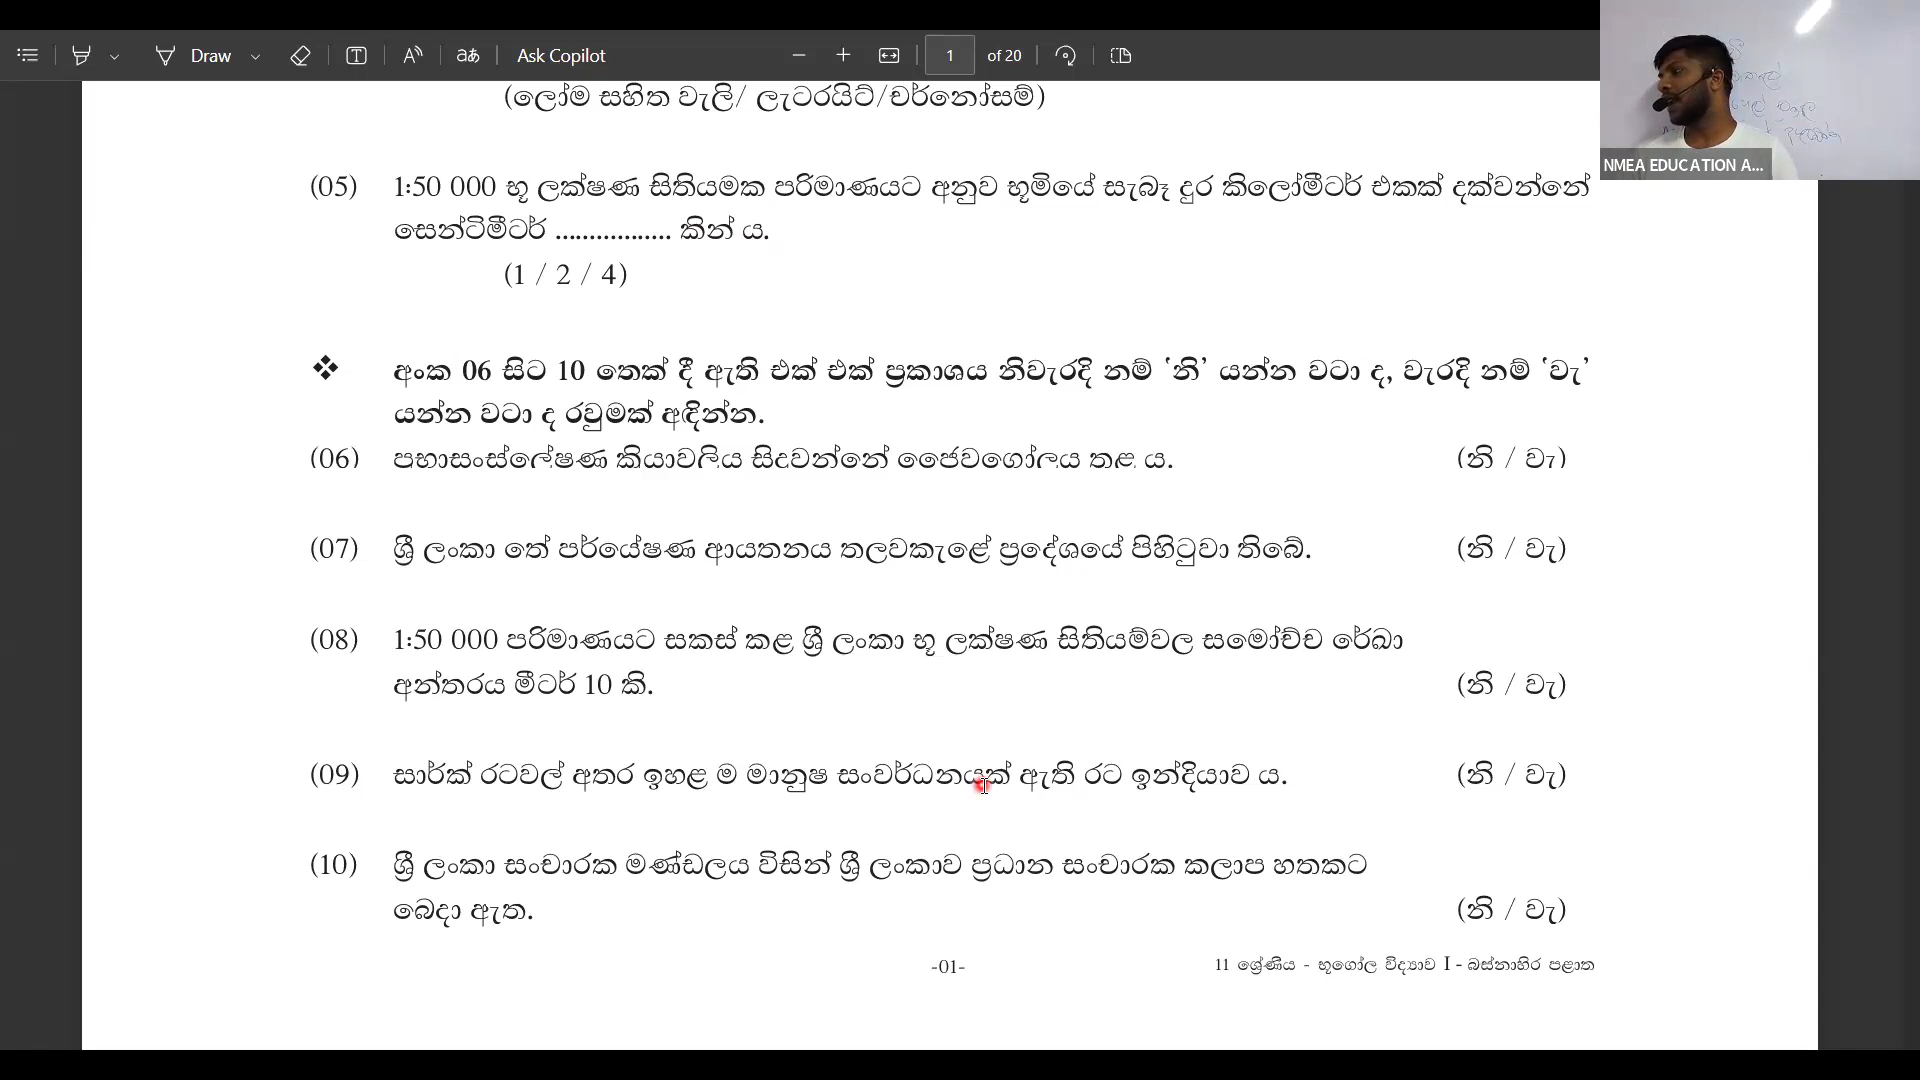 Draw
Ask Copilot
1 of 20
(ලෝම සහිත වැලි/ ලැටරයිට්/චර්නෝසම්)
(05) 1:50 000 භූ ලක්ෂණ සිතියමක පරිමාණයට අනුව භූමියේ සැබෑ දුර කිලෝමීටර් එකක් දක්වන්නේ
සෙන්ටිමීටර් ................. කින් ය.
(1 / 2 / 4)
❖ අංක 06 සිට 10 තෙක් දී ඇති එක් එක් ප්‍රකාශය නිවැරදි නම් ‘නි’ යන්න වටා ද, වැරදි නම් ‘වැ’
යන්න වටා ද රවුමක් අඳින්න.
(06) ප්‍රභාසංස්ලේෂණ ක්‍රියාවලිය සිදුවන්නේ ජෛවගෝලය තුළ ය. (නි / වැ)
(07) ශ්‍රී ලංකා තේ පර්යේෂණ ආයතනය තලවකැළේ ප්‍රදේශයේ පිහිටුවා තිබේ. (නි / වැ)
(08) 1:50 000 පරිමාණයට සකස් කළ ශ්‍රී ලංකා භූ ලක්ෂණ සිතියම්වල සමෝච්ච රේඛා
අන්තරය මීටර් 10 කි. (නි / වැ)
(09) සාර්ක් රටවල් අතර ඉහළ ම මානුෂ සංවර්ධනයක් ඇති රට ඉන්දියාව ය. (නි / වැ)
(10) ශ්‍රී ලංකා සංචාරක මණ්ඩලය විසින් ශ්‍රී ලංකාව ප්‍රධාන සංචාරක කලාප හතකට
බෙදා ඇත. (නි / වැ)
-01-
11 ශ්‍රේණිය - භූගෝල විද්‍යාව I - බස්නාහිර පළාත
NMEA EDUCATION A...